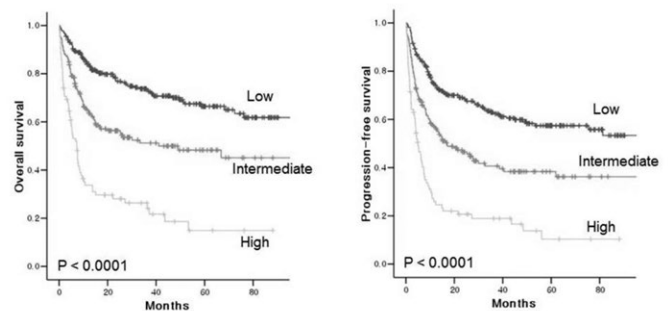 Overall survival
1.0
0.8
0.6
0.4
0.2
0.0
Low
Intermediate
High
P < 0.0001
0 20 40 60 80
Months
Progression-free survival
1.0
0.8
0.6
0.4
0.2
0.0
Low
Intermediate
High
P < 0.0001
0 20 40 60 80
Months